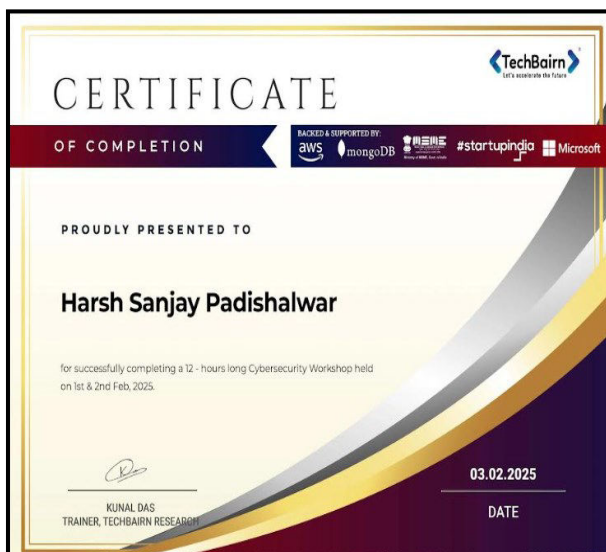 TechBairn
Let's accelerate the future
CERTIFICATE
OF COMPLETION
BACKED & SUPPORTED BY:
aws
mongoDB
#startupindia
Microsoft
PROUDLY PRESENTED TO
Harsh Sanjay Padishalwar
for successfully completing a 12 - hours long Cybersecurity Workshop held
on 1st & 2nd Feb, 2025.
KUNAL DAS
TRAINER, TECHBAIRN RESEARCH
03.02.2025
DATE